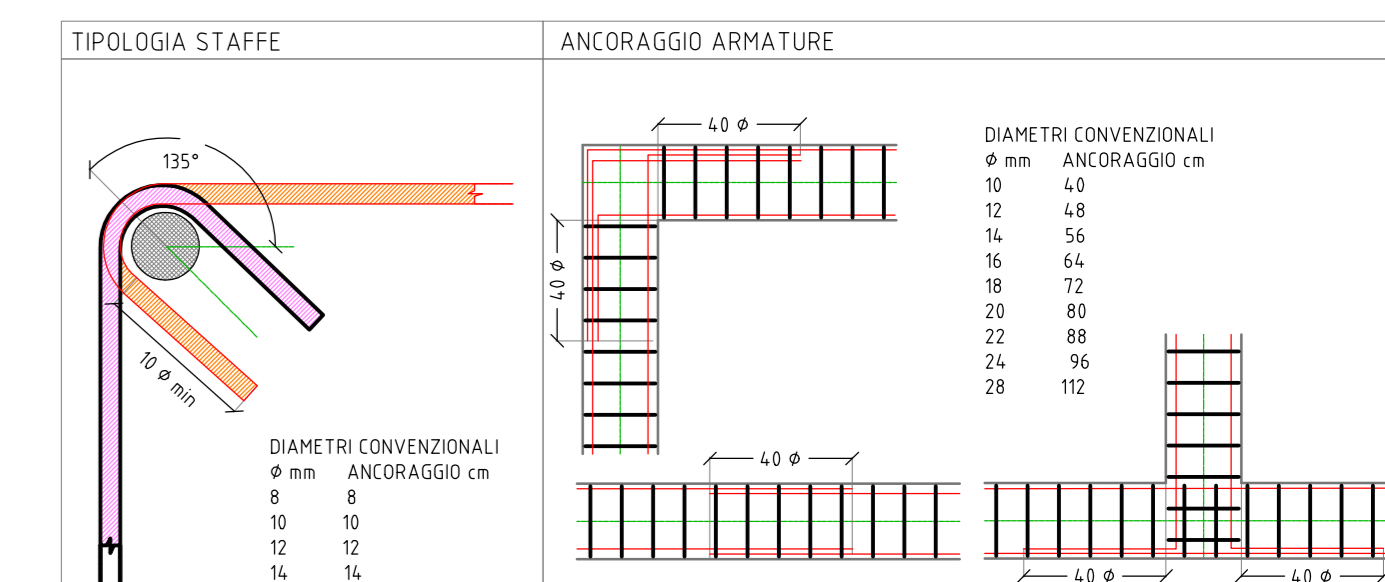 TIPOLOGIA STAFFE
135°
10 Φ min
DIAMETRI CONVENZIONALI
Φ mm ANCORAGGIO cm
8 8
10 10
12 12
14 14
ANCORAGGIO ARMATURE
40 Φ
40 Φ
40 Φ
DIAMETRI CONVENZIONALI
Φ mm ANCORAGGIO cm
10 40
12 48
14 56
16 64
18 72
20 80
22 88
24 96
28 112
40 Φ
40 Φ